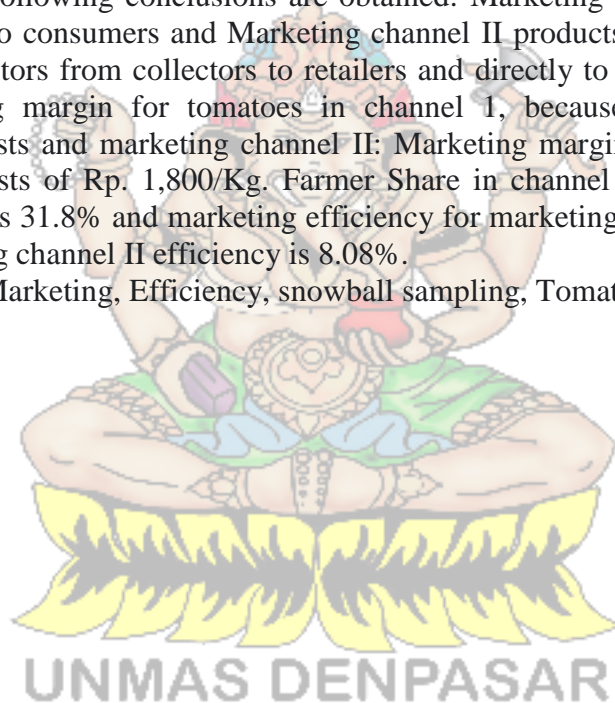 following conclusions are obtained. Marketing
o consumers and Marketing channel II products
tors from collectors to retailers and directly to
g margin for tomatoes in channel 1, because
sts and marketing channel II: Marketing margin
sts of Rp. 1,800/Kg. Farmer Share in channel
s 31.8% and marketing efficiency for marketing
g channel II efficiency is 8.08%.
Marketing, Efficiency, snowball sampling, Tomat
UNMAS DENPASAR